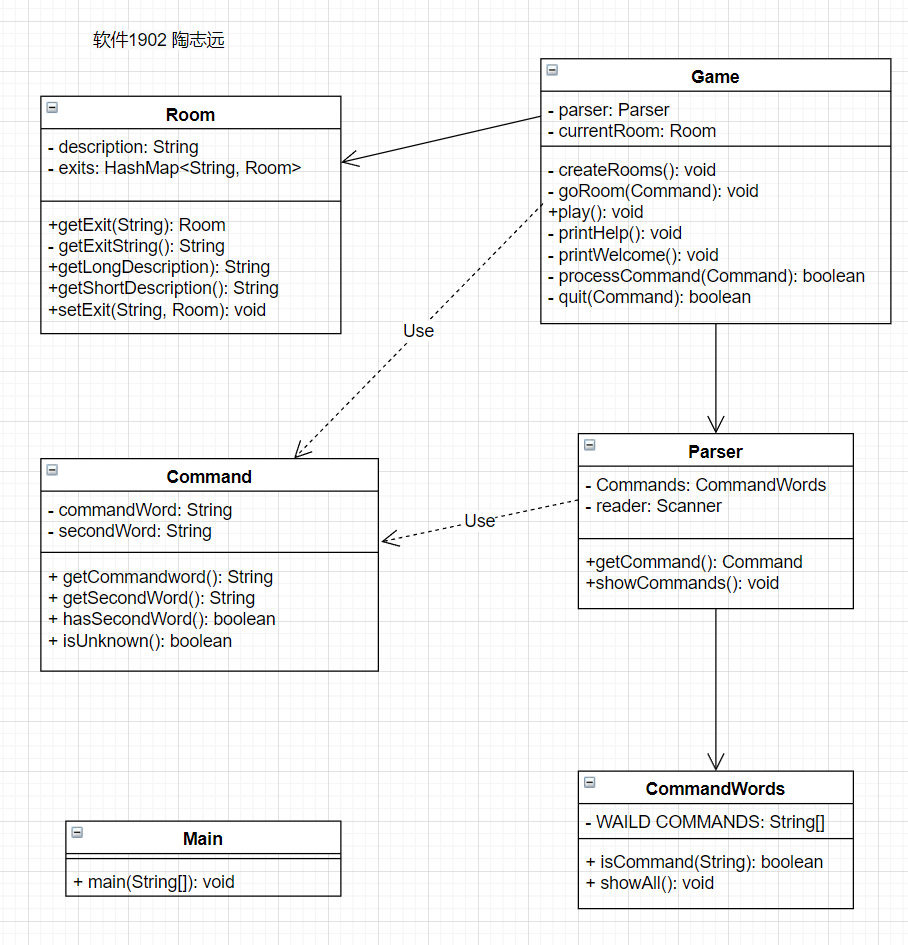 软件1902 陶志远
Room
- description: String
- exits: HashMap<String, Room>
+getExit(String): Room
- getExitString(): String
+getLongDescription): String
+getShortDescription(): String
+setExit(String, Room): void
Game
- parser: Parser
- currentRoom: Room
- createRooms(): void
- goRoom(Command): void
+play(): void
- printHelp(): void
- printWelcome(): void
- processCommand(Command): boolean
- quit(Command): boolean
Use
Command
- commandWord: String
- secondWord: String
+ getCommandword(): String
+ getSecondWord(): String
+ hasSecondWord(): boolean
+ isUnknown(): boolean
Use
Parser
- Commands: CommandWords
- reader: Scanner
+getCommand(): Command
+showCommands(): void
Main
+ main(String[]): void
CommandWords
- WAILD COMMANDS: String[]
+ isCommand(String): boolean
+ showAll(): void